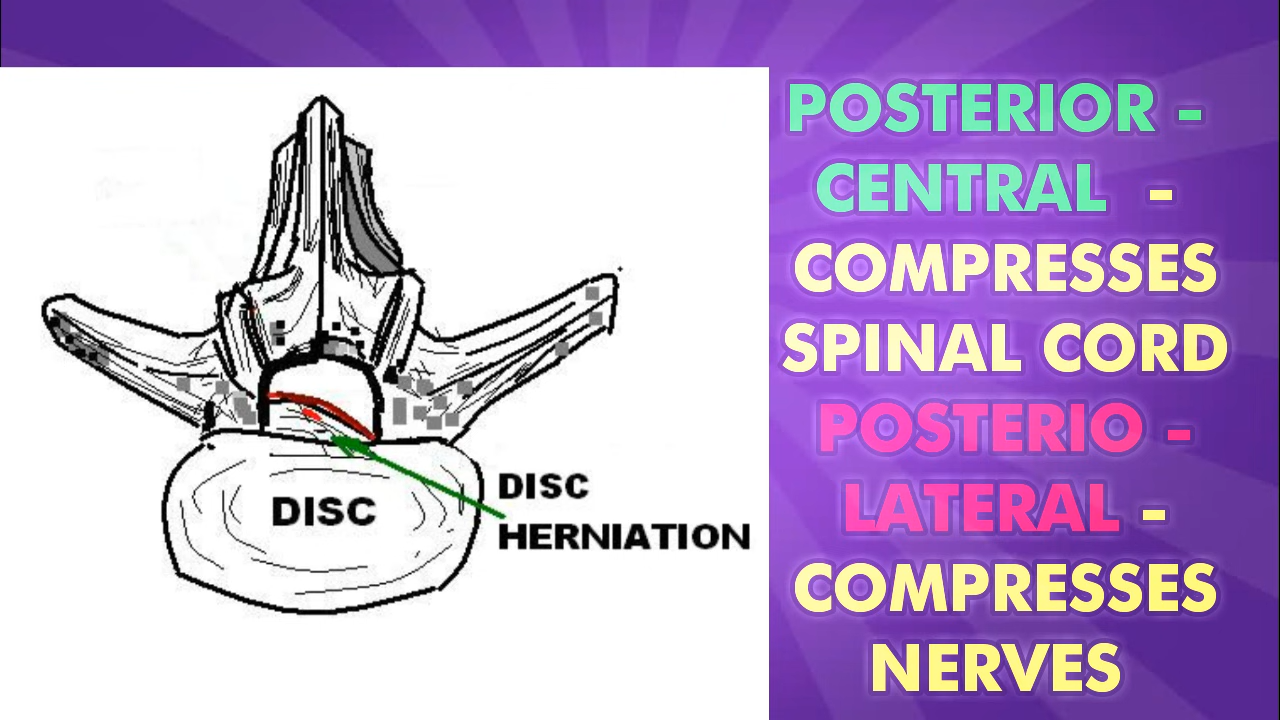 DISC
DISC
HERNIATION
POSTERIOR -
CENTRAL -
COMPRESSES
SPINAL CORD
POSTERIO -
LATERAL -
COMPRESSES
NERVES